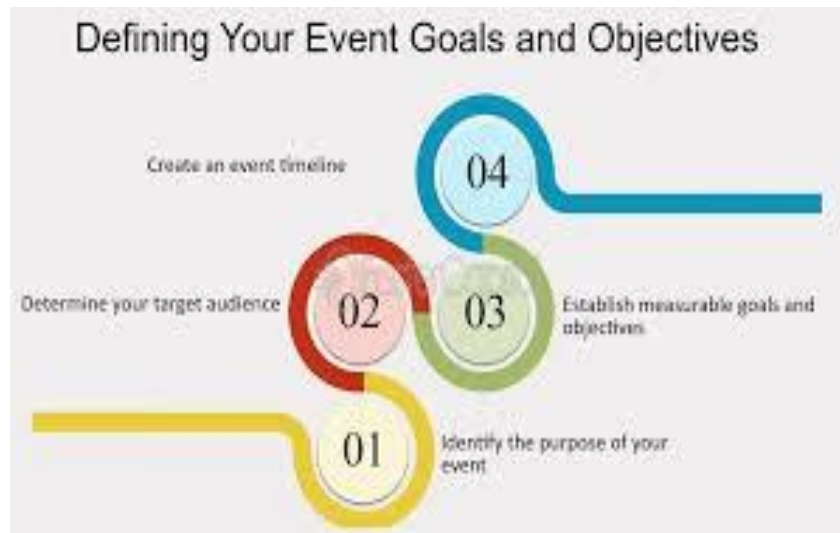 Defining Your Event Goals and Objectives
Create an event timeline
04
Determine your target audience
02
03
Establish measurable goals and
objectives
01
Identify the purpose of your
event